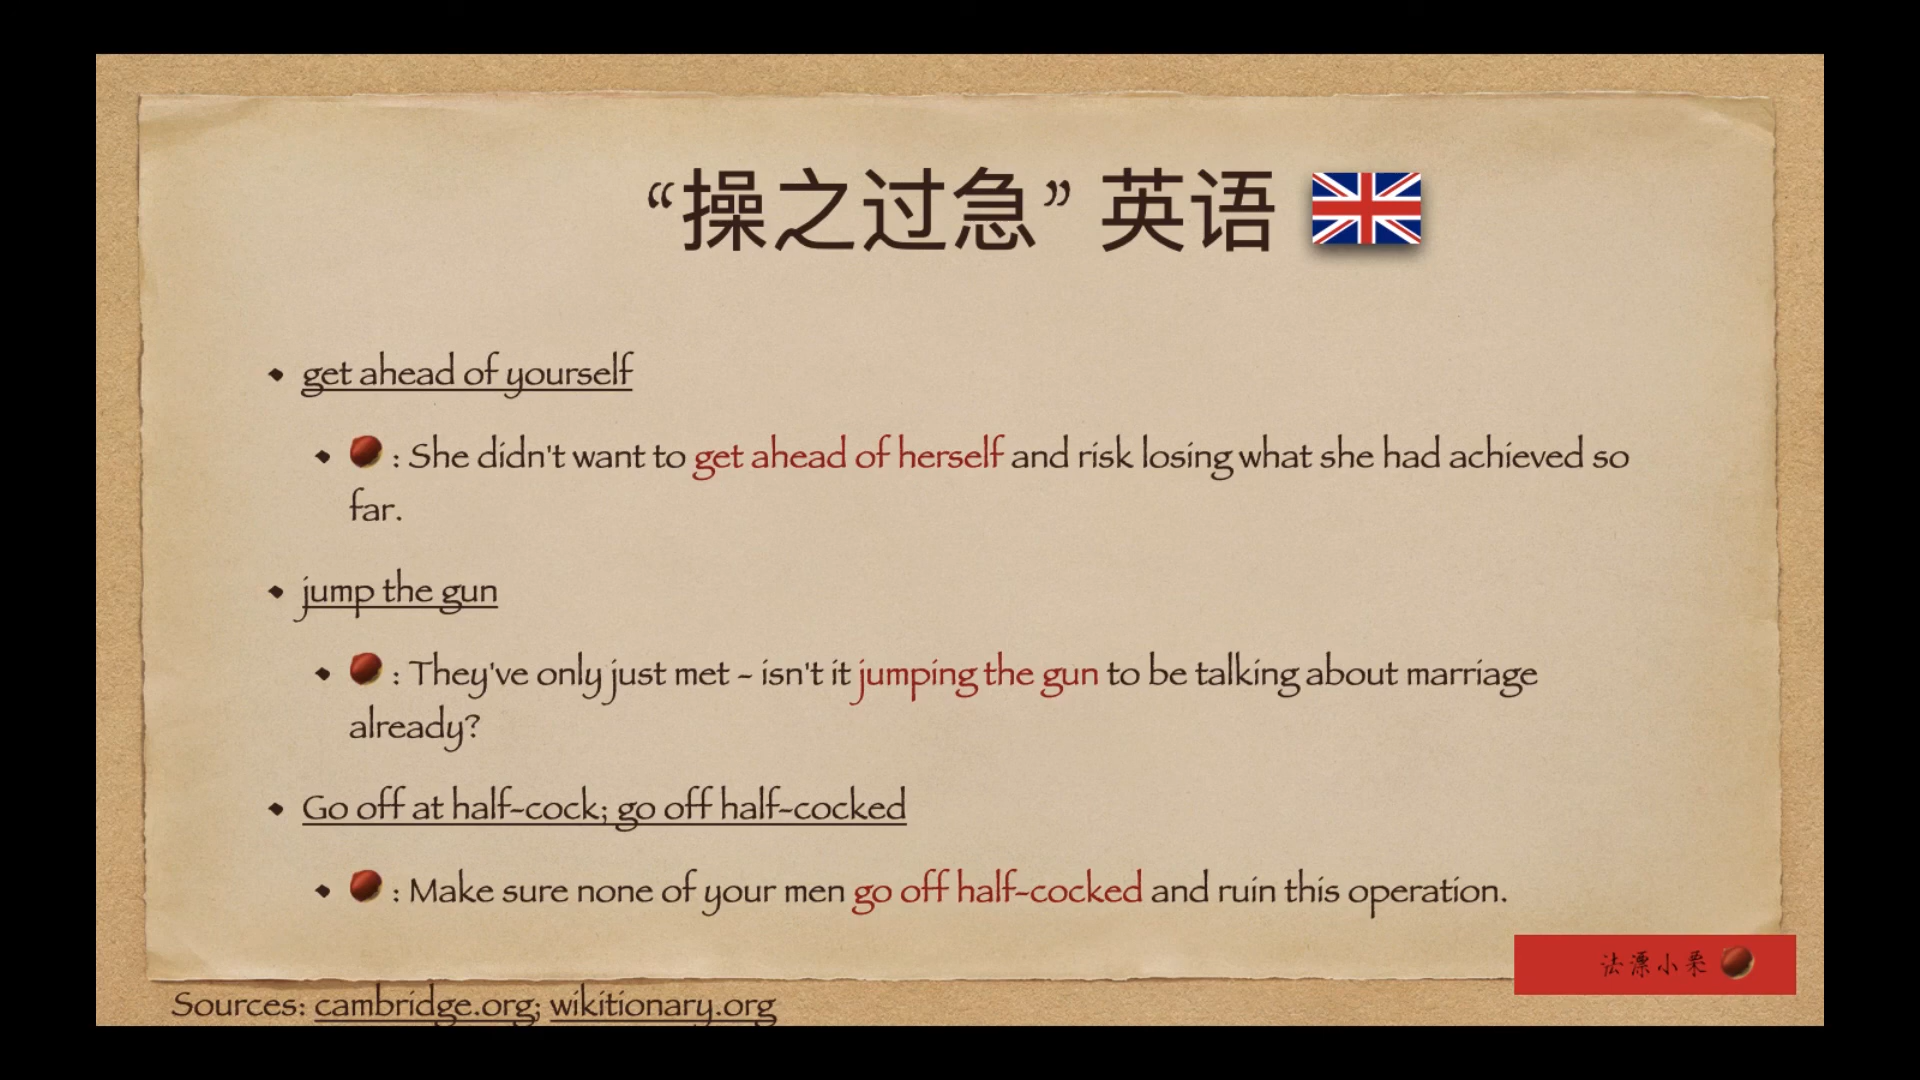 “操之过急” 英语
get ahead of yourself
: She didn't want to get ahead of herself and risk losing what she had achieved so
far.
jump the gun
: They've only just met - isn't it jumping the gun to be talking about marriage
already?
Go off at half-cock; go off half-cocked
: Make sure none of your men go off half-cocked and ruin this operation.
法漂小栗
Sources: cambridge.org; wikitionary.org